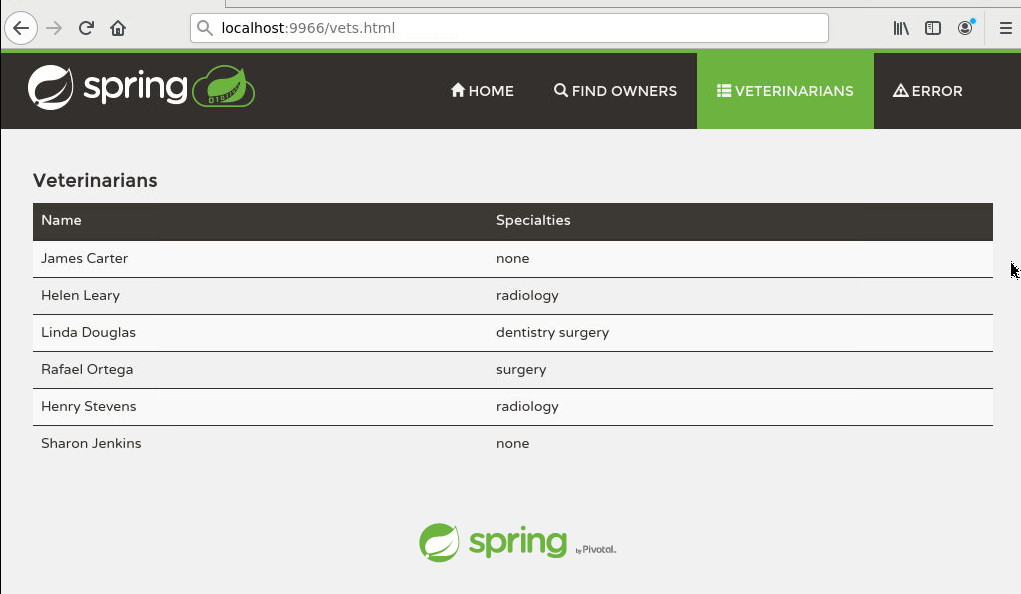 localhost:9966/vets.html
spring
HOME FIND OWNERS VETERINARIANS ERROR
Veterinarians
Name Specialties
James Carter none
Helen Leary radiology
Linda Douglas dentistry surgery
Rafael Ortega surgery
Henry Stevens radiology
Sharon Jenkins none
spring by Pivotal.